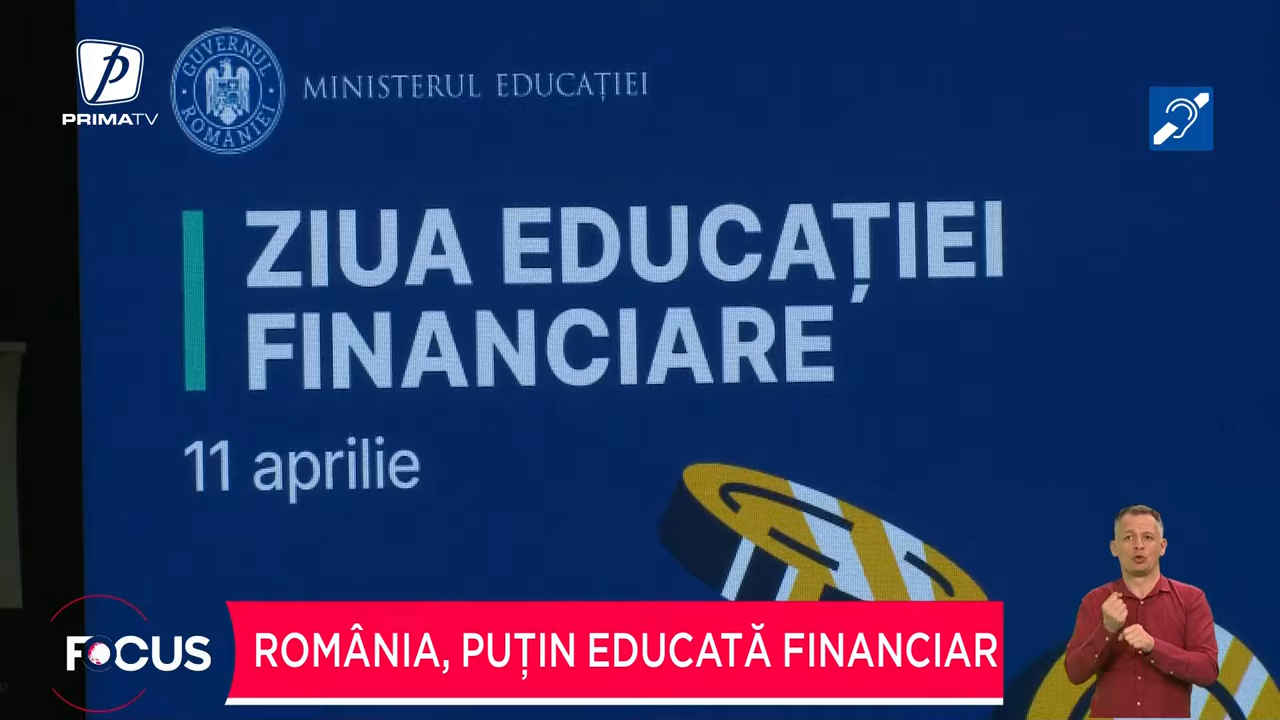 PRIMATV
GUVERNUL
ROMÂNIEI
MINISTERUL EDUCAȚIEI
ZIUA EDUCAȚIEI
FINANCIARE
11 aprilie
FOCUS
ROMÂNIA, PUȚIN EDUCATĂ FINANCIAR